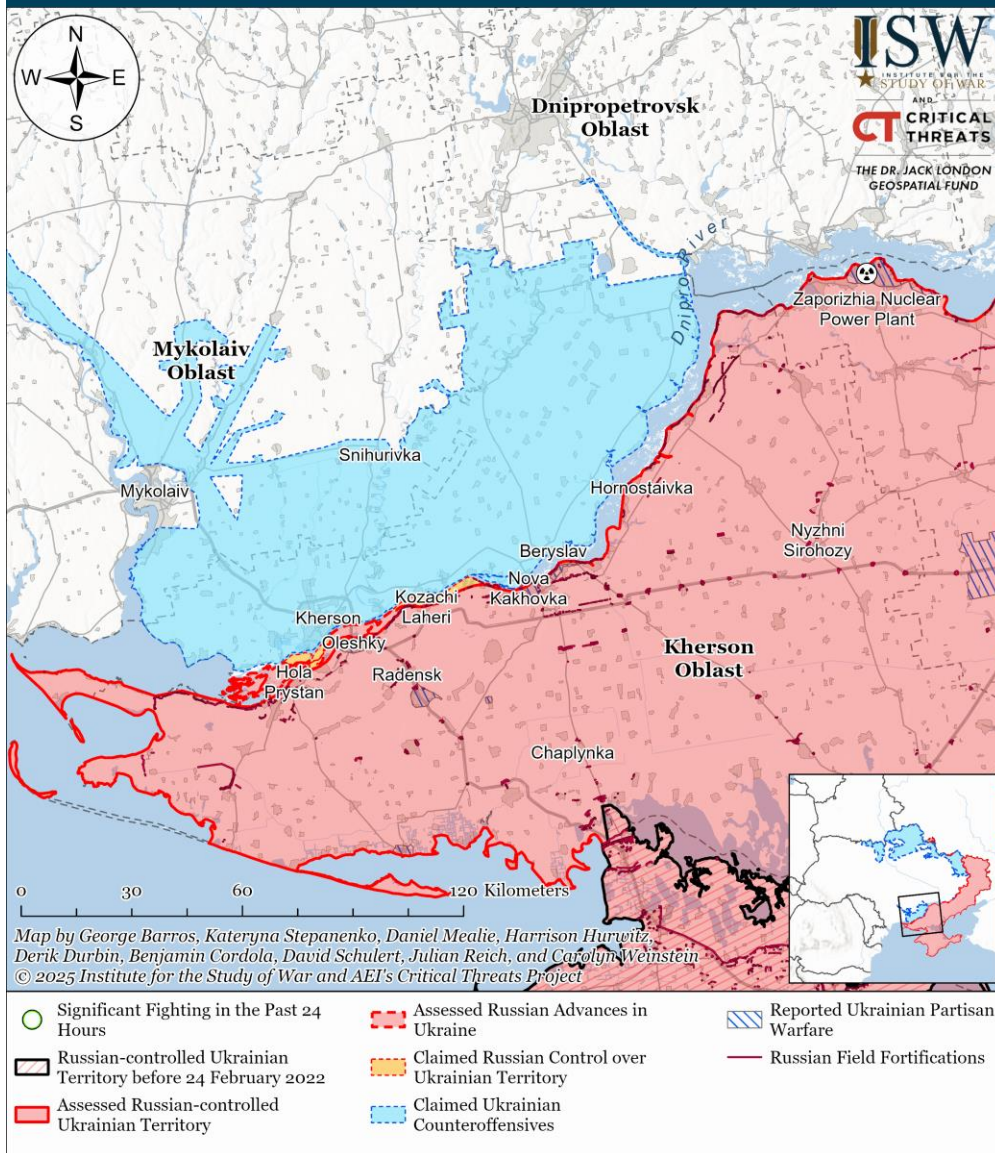 N
W
E
S
ISW
INSTITUTE FOR THE
STUDY OF WAR
AND
CT CRITICAL
THREATS
THE DR. JACK LONDON
GEOSPATIAL FUND
Dnipropetrovsk
Oblast
Dnipro River
Zaporizhia Nuclear
Power Plant
Mykolaiv
Oblast
Snihurivka
Mykolaiv
Hornostaivka
Nyzhni
Sirohozy
Beryslav
Nova
Kakhovka
Kozachi
Laheri
Kherson
Oleshky
Hola
Prystan
Radensk
Kherson
Oblast
Chaplynka
0 30 60 120 Kilometers
Map by George Barros, Kateryna Stepanenko, Daniel Mealie, Harrison Hurwitz,
Derik Durbin, Benjamin Cordola, David Schulert, Julian Reich, and Carolyn Weinstein
© 2025 Institute for the Study of War and AEI's Critical Threats Project
Significant Fighting in the Past 24
Hours
Russian-controlled Ukrainian
Territory before 24 February 2022
Assessed Russian-controlled
Ukrainian Territory
Assessed Russian Advances in
Ukraine
Claimed Russian Control over
Ukrainian Territory
Claimed Ukrainian
Counteroffensives
Reported Ukrainian Partisan
Warfare
Russian Field Fortifications